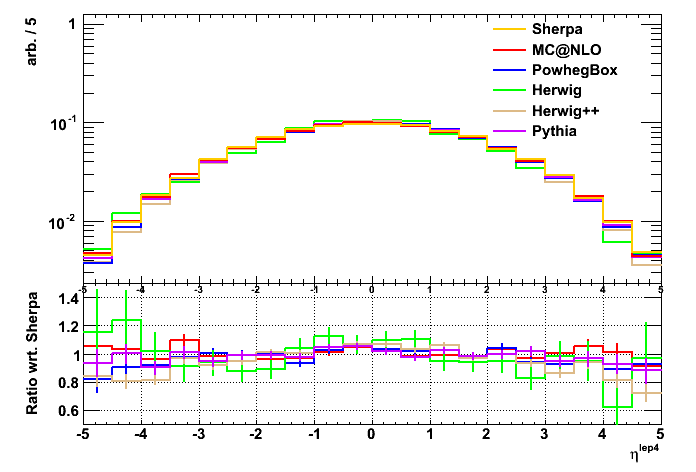 arb. / 5
1
10^-1
10^-2
Sherpa
MC@NLO
PowhegBox
Herwig
Herwig++
Pythia
-5 -4 -3 -2 -1 0 1 2 3 4 5
Ratio wrt. Sherpa
1.4
1.2
1
0.8
0.6
-5 -4 -3 -2 -1 0 1 2 3 4 5
η^lep4